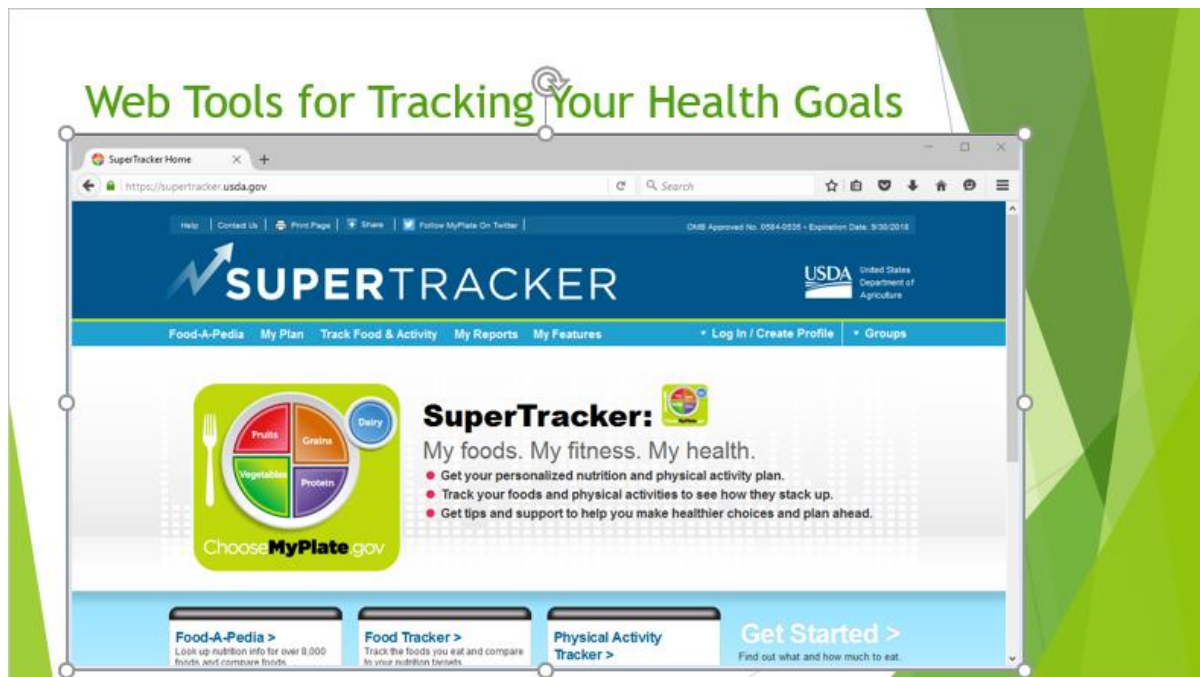 Web Tools for Tracking Your Health Goals
SuperTracker Home
https://supertracker.usda.gov
Search
Help | Contact Us | Print Page | Share | Follow MyPlate On Twitter |
OMB Approved No. 0584-0535 - Expiration Date: 9/30/2018
SUPERTRACKER
USDA
United States
Department of
Agriculture
Food-A-Pedia My Plan Track Food & Activity My Reports My Features Log In / Create Profile Groups
Fruits
Grains
Dairy
Vegetables
Protein
ChooseMyPlate.gov
SuperTracker:
My foods. My fitness. My health.
Get your personalized nutrition and physical activity plan.
Track your foods and physical activities to see how they stack up.
Get tips and support to help you make healthier choices and plan ahead.
Food-A-Pedia >
Look up nutrition info for over 8,000
foods and compare foods
Food Tracker >
Track the foods you eat and compare
to your nutrition targets
Physical Activity
Tracker >
Get Started >
Find out what and how much to eat.